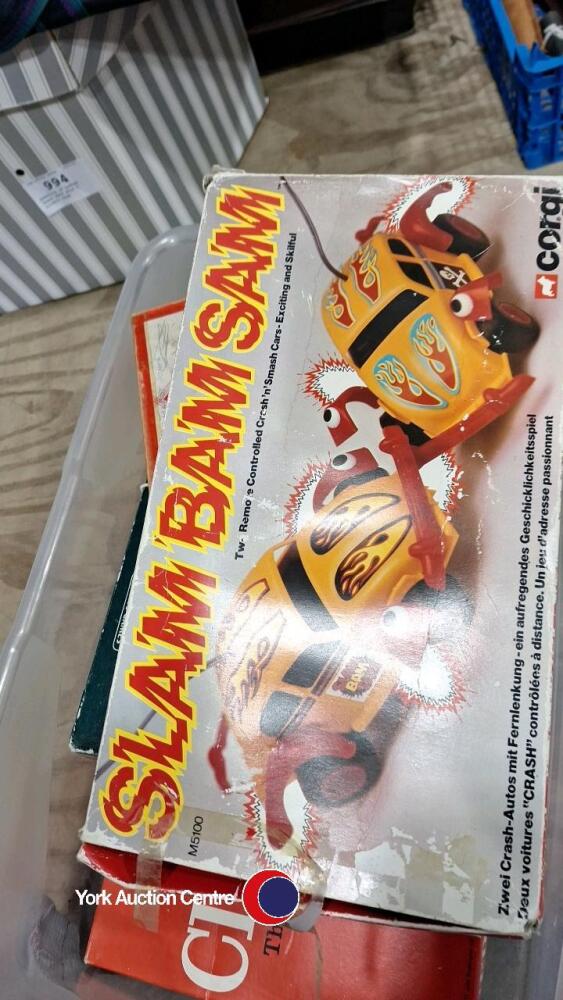 SLAM BAM SAM
Two Remote Controlled Crash'n'Smash Cars - Exciting and Skilful
corgi
BAM
Zwei Crash-Autos mit Fernlenkung - ein aufregendes Geschicklichkeitsspiel
Deux voitures "CRASH" contrôlées à distance. Un jeu d'adresse passionnant
M5100
994
York Auction Centre